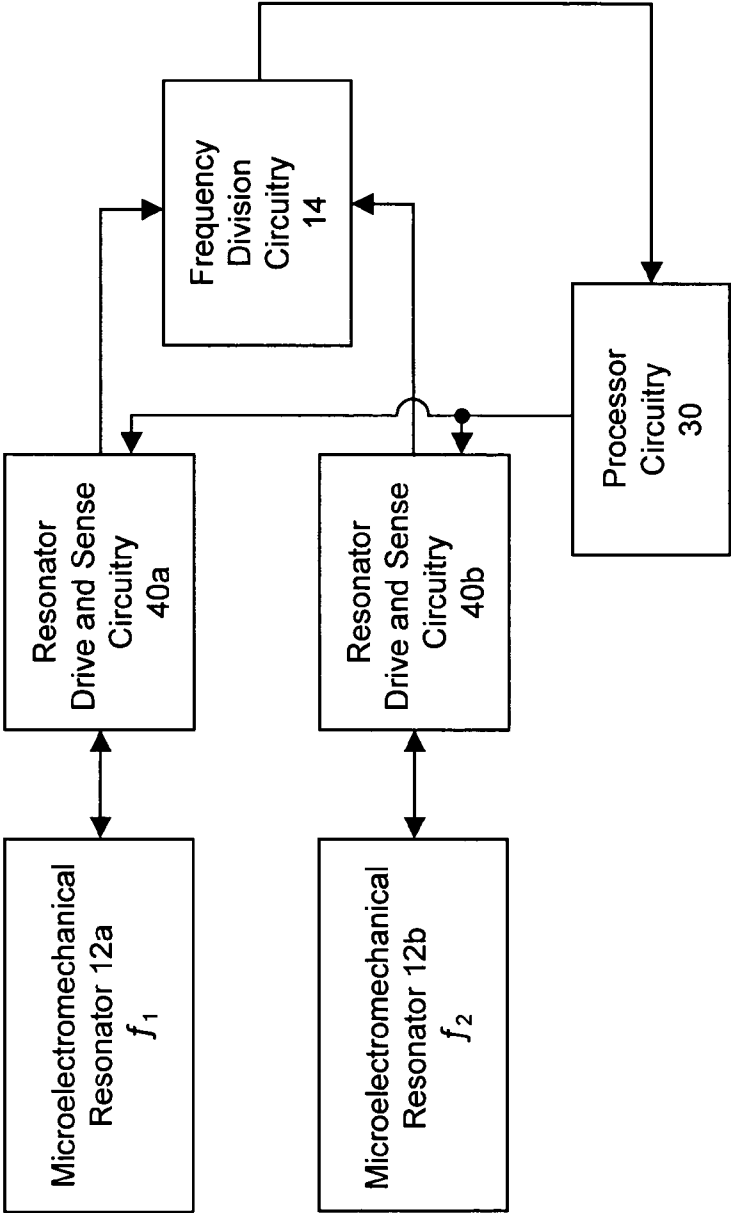 Microelectromechanical
Resonator 12a
f1
Resonator
Drive and Sense
Circuitry
40a
Frequency
Division
Circuitry
14
Microelectromechanical
Resonator 12b
f2
Resonator
Drive and Sense
Circuitry
40b
Processor
Circuitry
30